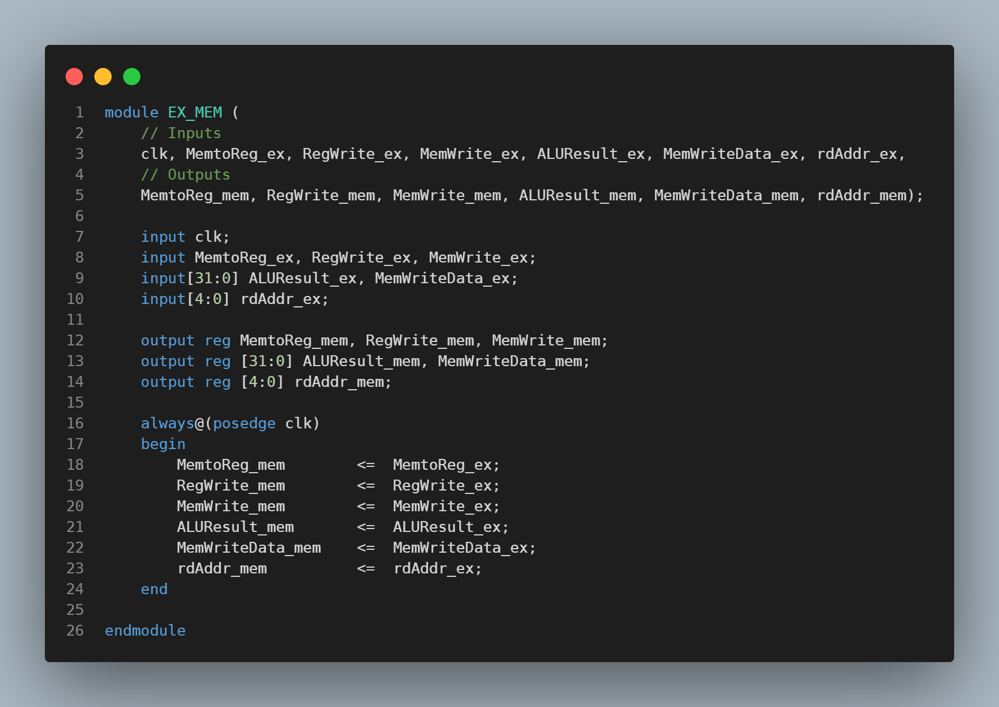 1 module EX_MEM (
2     // Inputs
3     clk, MemtoReg_ex, RegWrite_ex, MemWrite_ex, ALUResult_ex, MemWriteData_ex, rdAddr_ex,
4     // Outputs
5     MemtoReg_mem, RegWrite_mem, MemWrite_mem, ALUResult_mem, MemWriteData_mem, rdAddr_mem);
6
7     input clk;
8     input MemtoReg_ex, RegWrite_ex, MemWrite_ex;
9     input[31:0] ALUResult_ex, MemWriteData_ex;
10     input[4:0] rdAddr_ex;
11
12     output reg MemtoReg_mem, RegWrite_mem, MemWrite_mem;
13     output reg [31:0] ALUResult_mem, MemWriteData_mem;
14     output reg [4:0] rdAddr_mem;
15
16     always@(posedge clk)
17     begin
18         MemtoReg_mem        <=  MemtoReg_ex;
19         RegWrite_mem        <=  RegWrite_ex;
20         MemWrite_mem        <=  MemWrite_ex;
21         ALUResult_mem       <=  ALUResult_ex;
22         MemWriteData_mem    <=  MemWriteData_ex;
23         rdAddr_mem          <=  rdAddr_ex;
24     end
25
26 endmodule